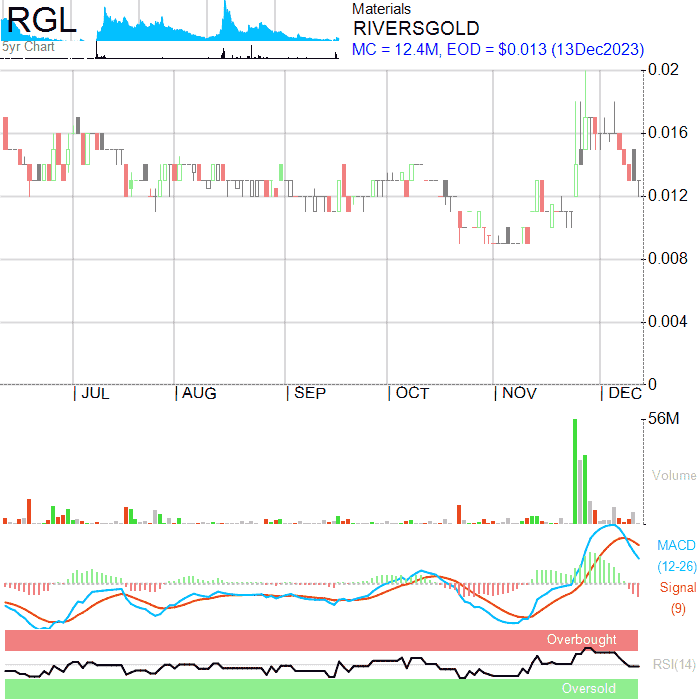 RGL
5yr Chart
Materials
RIVERSGOLD
MC = 12.4M, EOD = $0.013 (13Dec2023)
0.02
0.016
0.012
0.008
0.004
0
| JUL | AUG | SEP | OCT | NOV | DEC
56M
Volume
MACD
(12-26)
Signal
(9)
Overbought
RSI(14)
Oversold